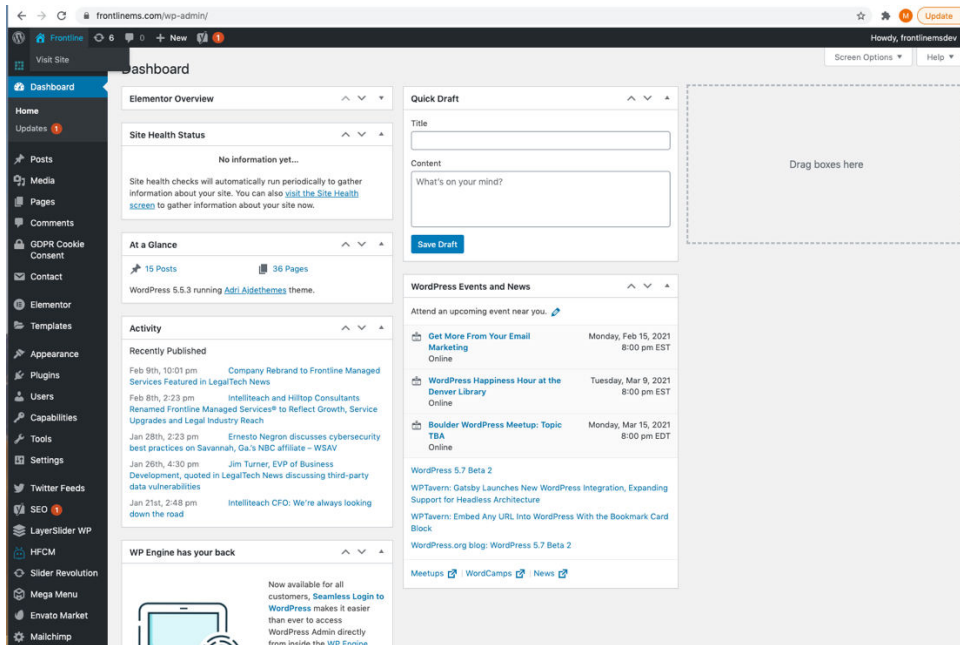 frontlinems.com/wp-admin/
M
Update
Frontline
6
0
New
1
Howdy, frontlinemsdev
Visit Site
Screen Options
Help
Dashboard
Dashboard
Home
Updates 1
Posts
Media
Pages
Comments
GDPR Cookie
Consent
Contact
Elementor
Templates
Appearance
Plugins
Users
Capabilities
Tools
Settings
Twitter Feeds
SEO 1
LayerSlider WP
HFCM
Slider Revolution
Mega Menu
Envato Market
Mailchimp
Elementor Overview
Site Health Status
No information yet...
Site health checks will automatically run periodically to gather
information about your site. You can also visit the Site Health
screen to gather information about your site now.
At a Glance
15 Posts
36 Pages
WordPress 5.5.3 running Adri Ajdethemes theme.
Activity
Recently Published
Feb 9th, 10:01 pm Company Rebrand to Frontline Managed
Services Featured in LegalTech News
Feb 8th, 2:23 pm Intelliteach and Hilltop Consultants
Renamed Frontline Managed Services® to Reflect Growth, Service
Upgrades and Legal Industry Reach
Jan 28th, 2:23 pm Ernesto Negron discusses cybersecurity
best practices on Savannah, Ga.'s NBC affiliate – WSAV
Jan 26th, 4:30 pm Jim Turner, EVP of Business
Development, quoted in LegalTech News discussing third-party
data vulnerabilities
Jan 21st, 2:48 pm Intelliteach CFO: We're always looking
down the road
WP Engine has your back
Now available for all
customers, Seamless Login to
WordPress makes it easier
than ever to access
WordPress Admin directly
from inside the WP Engine
Quick Draft
Title
Content
What's on your mind?
Save Draft
WordPress Events and News
Attend an upcoming event near you.
Get More From Your Email
Marketing
Online
Monday, Feb 15, 2021
8:00 pm EST
WordPress Happiness Hour at the
Denver Library
Online
Tuesday, Mar 9, 2021
8:00 pm EST
Boulder WordPress Meetup: Topic
TBA
Online
Monday, Mar 15, 2021
8:00 pm EDT
WordPress 5.7 Beta 2
WPTavern: Gatsby Launches New WordPress Integration, Expanding
Support for Headless Architecture
WPTavern: Embed Any URL Into WordPress With the Bookmark Card
Block
WordPress.org blog: WordPress 5.7 Beta 2
Meetups | WordCamps | News
Drag boxes here